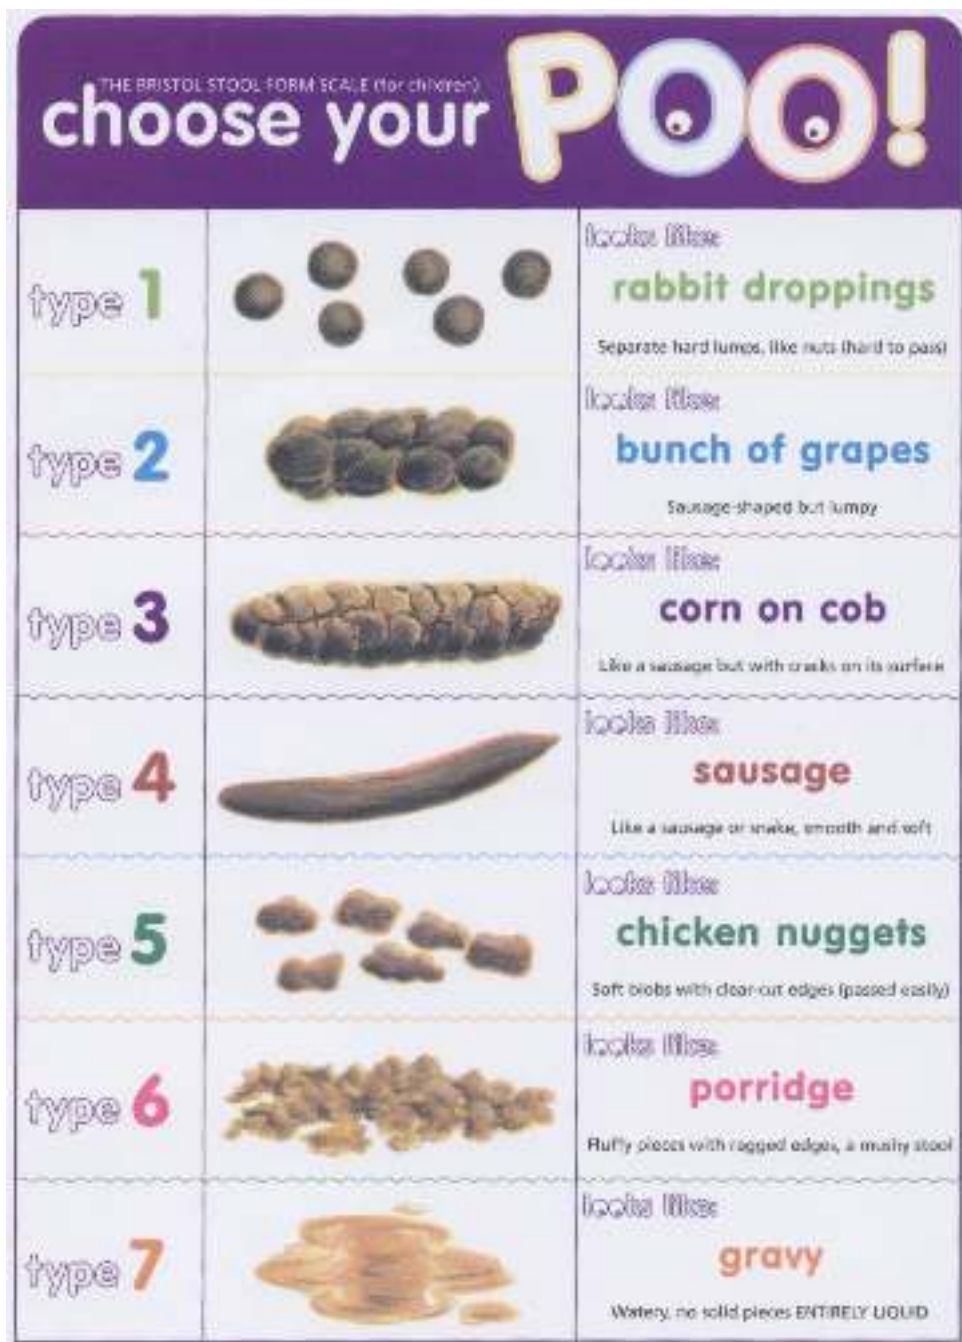 THE BRISTOL STOOL FORM SCALE (for children)
choose your POO!
type 1
looks like:
rabbit droppings
Separate hard lumps, like nuts (hard to pass)
type 2
looks like:
bunch of grapes
Sausage-shaped but lumpy
type 3
looks like:
corn on cob
Like a sausage but with cracks on its surface
type 4
looks like:
sausage
Like a sausage or snake, smooth and soft
type 5
looks like:
chicken nuggets
Soft blobs with clear-cut edges (passed easily)
type 6
looks like:
porridge
Fluffy pieces with ragged edges, a mushy stool
type 7
looks like:
gravy
Watery, no solid pieces ENTIRELY LIQUID